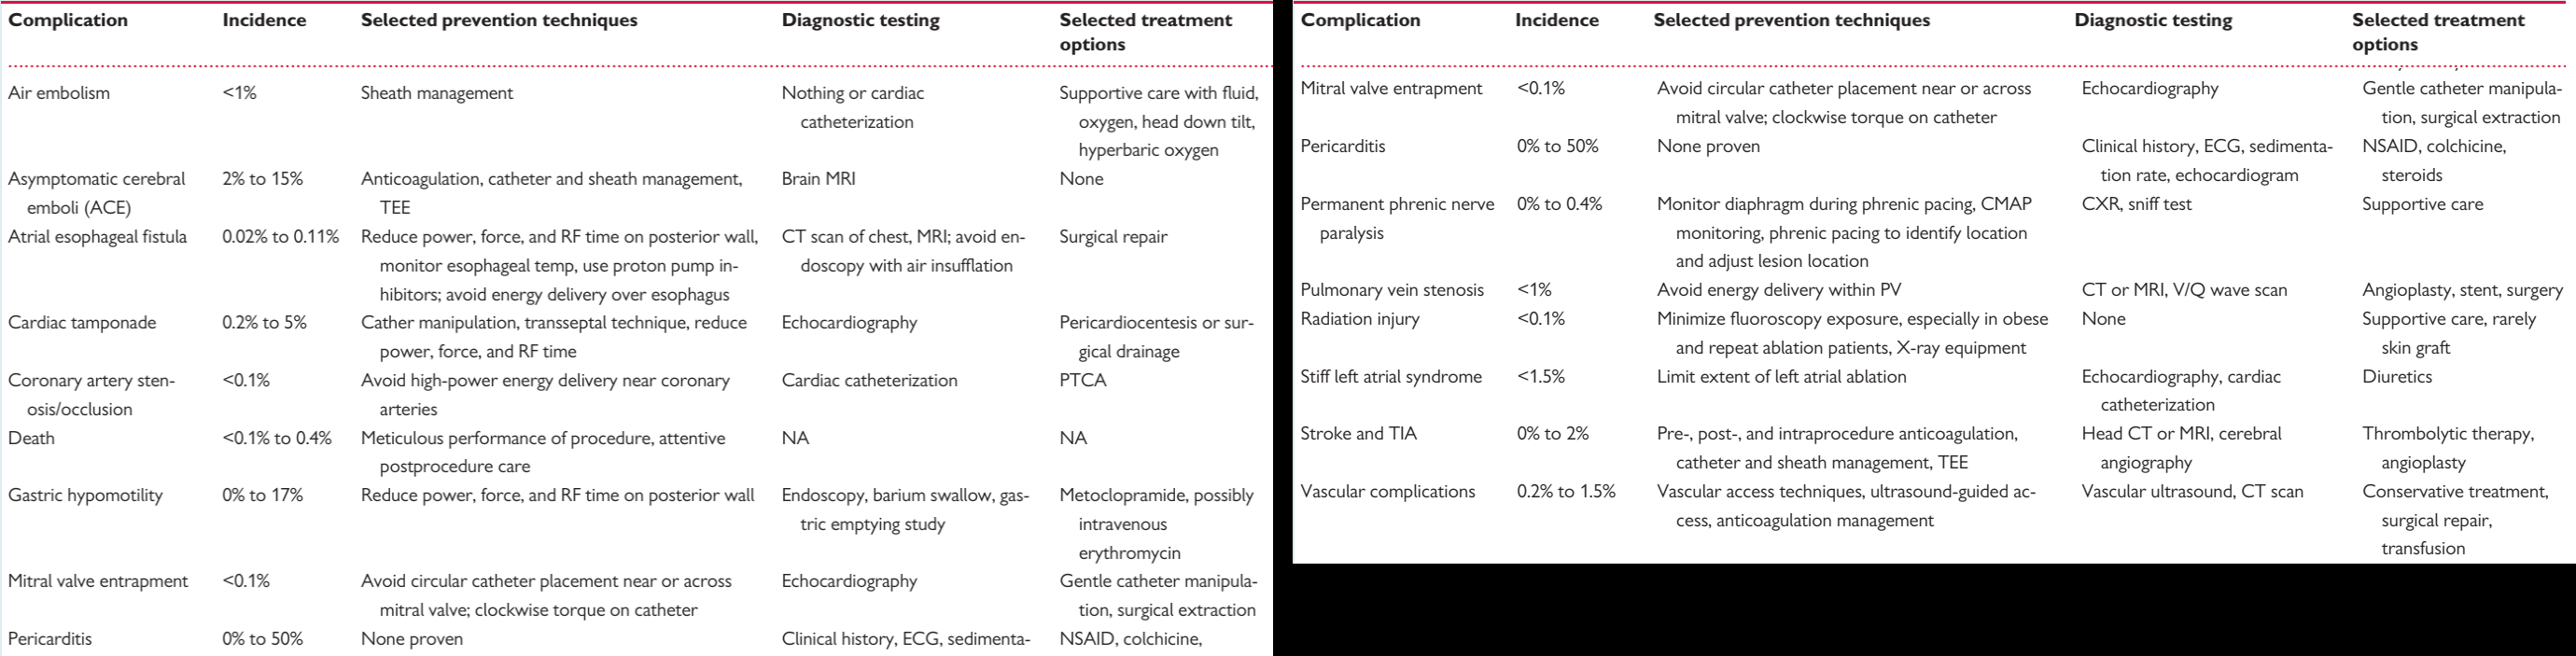 Complication Incidence Selected prevention techniques Diagnostic testing Selected treatment
options
Air embolism <1% Sheath management Nothing or cardiac Supportive care with fluid,
catheterization oxygen, head down tilt,
hyperbaric oxygen
Asymptomatic cerebral 2% to 15% Anticoagulation, catheter and sheath management, Brain MRI None
emboli (ACE) TEE
Atrial esophageal fistula 0.02% to 0.11% Reduce power, force, and RF time on posterior wall, CT scan of chest, MRI; avoid en- Surgical repair
monitor esophageal temp, use proton pump in- doscopy with air insufflation
hibitors; avoid energy delivery over esophagus
Cardiac tamponade 0.2% to 5% Cather manipulation, transseptal technique, reduce Echocardiography Pericardiocentesis or sur-
power, force, and RF time gical drainage
Coronary artery sten- <0.1% Avoid high-power energy delivery near coronary Cardiac catheterization PTCA
osis/occlusion arteries
Death <0.1% to 0.4% Meticulous performance of procedure, attentive NA NA
postprocedure care
Gastric hypomotility 0% to 17% Reduce power, force, and RF time on posterior wall Endoscopy, barium swallow, gas- Metoclopramide, possibly
tric emptying study intravenous
erythromycin
Mitral valve entrapment <0.1% Avoid circular catheter placement near or across Echocardiography Gentle catheter manipula-
mitral valve; clockwise torque on catheter tion, surgical extraction
Pericarditis 0% to 50% None proven Clinical history, ECG, sedimenta- NSAID, colchicine,
Complication Incidence Selected prevention techniques Diagnostic testing Selected treatment
options
Mitral valve entrapment <0.1% Avoid circular catheter placement near or across Echocardiography Gentle catheter manipula-
mitral valve; clockwise torque on catheter tion, surgical extraction
Pericarditis 0% to 50% None proven Clinical history, ECG, sedimenta- NSAID, colchicine,
tion rate, echocardiogram steroids
Permanent phrenic nerve 0% to 0.4% Monitor diaphragm during phrenic pacing, CMAP CXR, sniff test Supportive care
paralysis monitoring, phrenic pacing to identify location
and adjust lesion location
Pulmonary vein stenosis <1% Avoid energy delivery within PV CT or MRI, V/Q wave scan Angioplasty, stent, surgery
Radiation injury <0.1% Minimize fluoroscopy exposure, especially in obese None Supportive care, rarely
and repeat ablation patients, X-ray equipment skin graft
Stiff left atrial syndrome <1.5% Limit extent of left atrial ablation Echocardiography, cardiac Diuretics
catheterization
Stroke and TIA 0% to 2% Pre-, post-, and intraprocedure anticoagulation, Head CT or MRI, cerebral Thrombolytic therapy,
catheter and sheath management, TEE angiography angioplasty
Vascular complications 0.2% to 1.5% Vascular access techniques, ultrasound-guided ac- Vascular ultrasound, CT scan Conservative treatment,
cess, anticoagulation management surgical repair,
transfusion